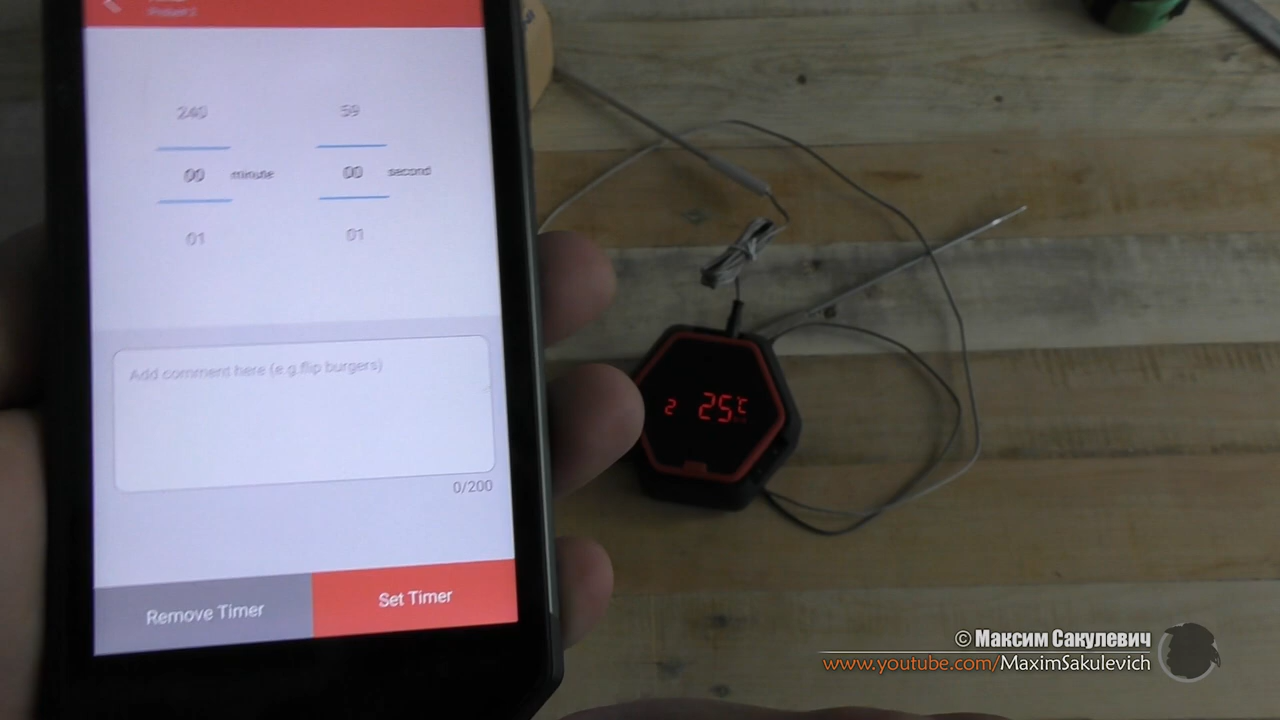 240 59
00 minute 00 second
01 01
Add comment here (e.g.flip burgers)
0/200
Remove Timer Set Timer
2 25°C
© Максим Сакулевич
www.youtube.com/MaximSakulevich